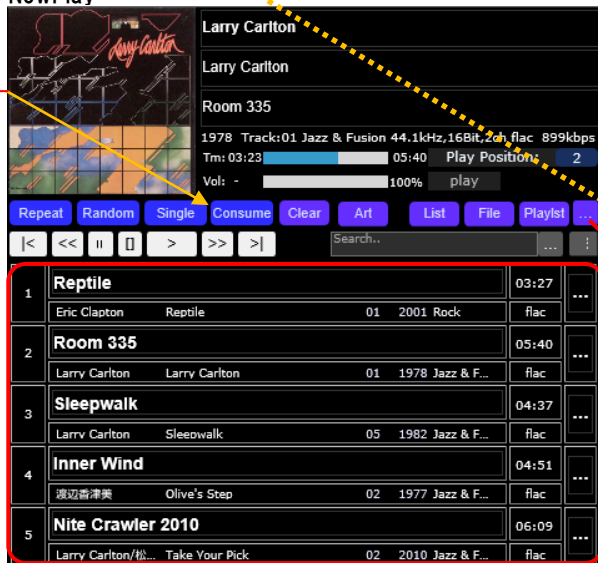 NowPlay
Larry Carlton
Larry Carlton
Larry Carlton
Room 335
1978 Track:01 Jazz & Fusion 44.1kHz,16Bit,2ch flac 899kbps
Tm: 03:23 05:40 Play Position: 2
Vol: - 100% play
Repeat Random Single Consume Clear Art List File Playlst ...
|< << II [] > >> >| Search.. ... ⋮
1 Reptile 03:27 ...
Eric Clapton Reptile 01 2001 Rock flac
2 Room 335 05:40 ...
Larry Carlton Larry Carlton 01 1978 Jazz & F... flac
3 Sleepwalk 04:37 ...
Larry Carlton Sleepwalk 05 1982 Jazz & F... flac
4 Inner Wind 04:51 ...
渡辺香津美 Olive's Step 02 1977 Jazz & F... flac
5 Nite Crawler 2010 06:09 ...
Larry Carlton/松... Take Your Pick 02 2010 Jazz & F... flac